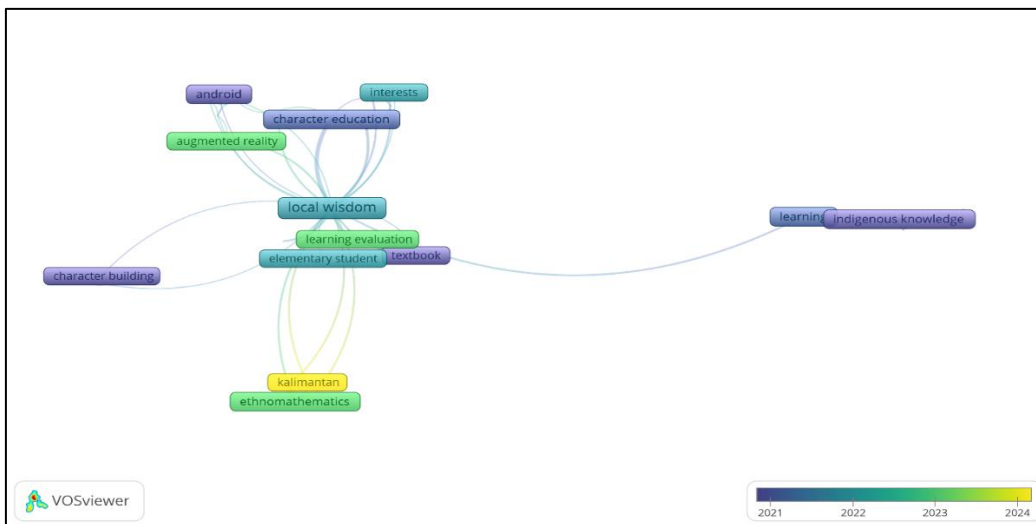 android
interests
character education
augmented reality
local wisdom
learning
indigenous knowledge
learning evaluation
elementary student
textbook
character building
kalimantan
ethnomathematics
VOSviewer
2021 2022 2023 2024